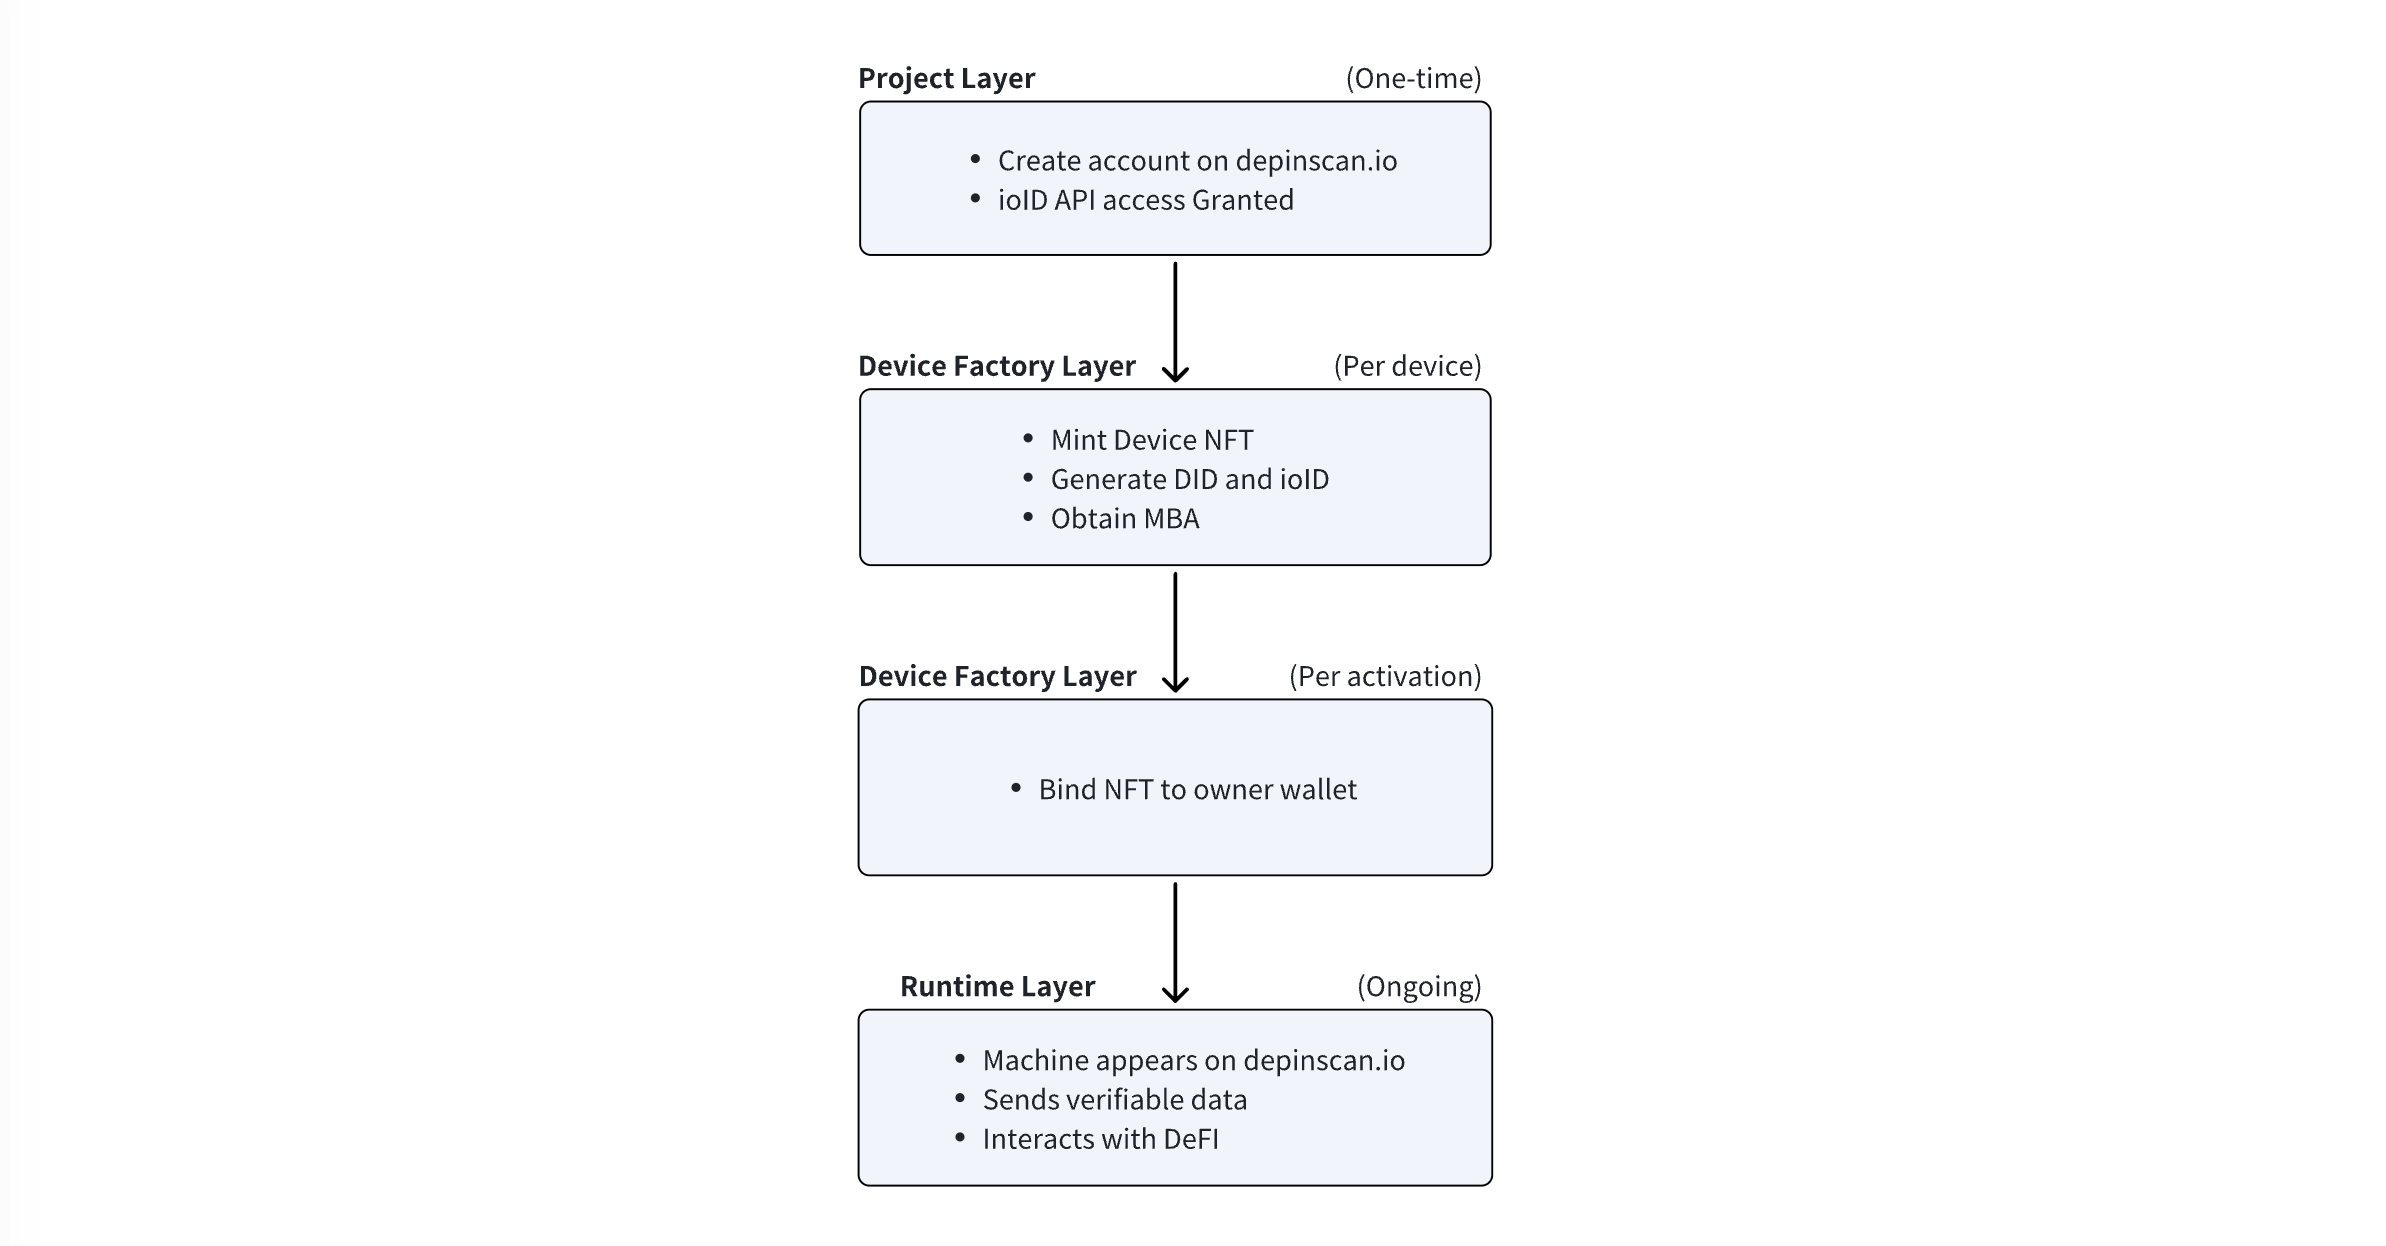 Project Layer (One-time)
• Create account on depinscan.io
• ioID API access Granted
Device Factory Layer (Per device)
• Mint Device NFT
• Generate DID and ioID
• Obtain MBA
Device Factory Layer (Per activation)
• Bind NFT to owner wallet
Runtime Layer (Ongoing)
• Machine appears on depinscan.io
• Sends verifiable data
• Interacts with DeFI